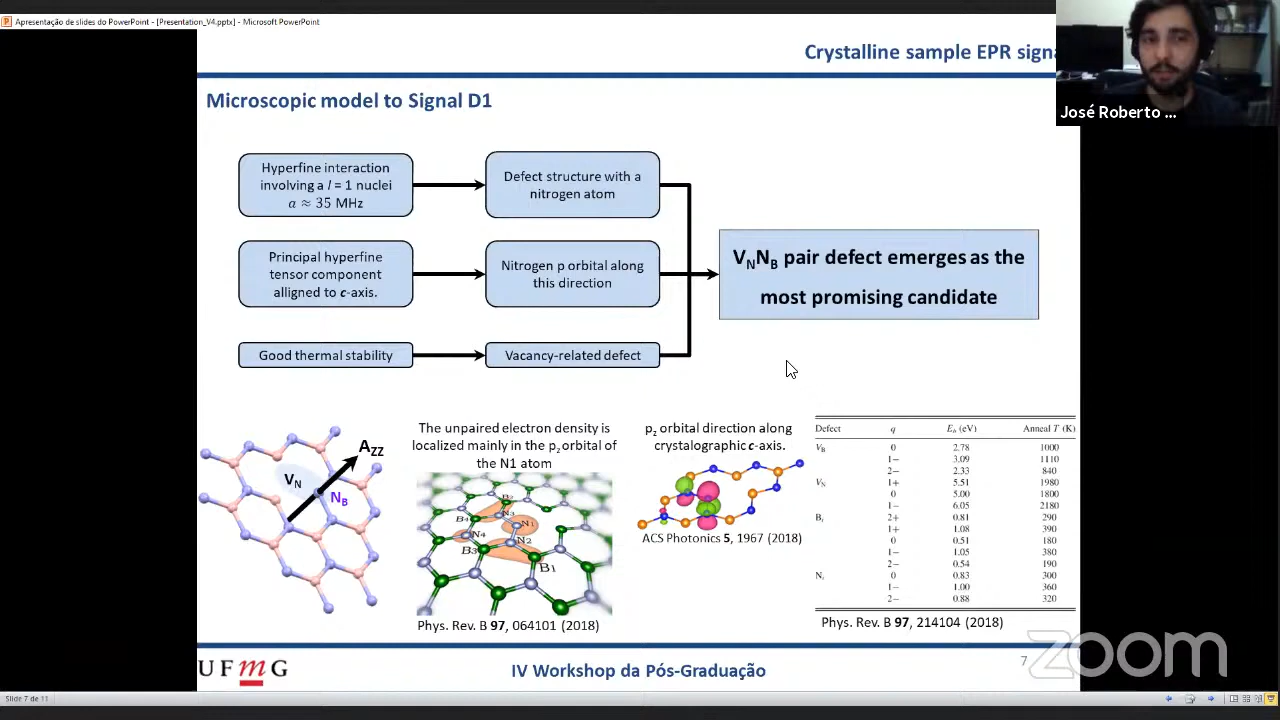 Apresentação de slides do PowerPoint - [Presentation_V4.pptx] - Microsoft PowerPoint
Crystalline sample EPR signa
José Roberto ...
Microscopic model to Signal D1
Hyperfine interaction
involving a I = 1 nuclei
a ≈ 35 MHz
Defect structure with a
nitrogen atom
Principal hyperfine
tensor component
alligned to c-axis.
Nitrogen p orbital along
this direction
Good thermal stability
Vacancy-related defect
VNNB pair defect emerges as the
most promising candidate
AZZ
VN
NB
The unpaired electron density is
localized mainly in the pz orbital of
the N1 atom
B2
N3
N1
B4
N4
N2
B3
B1
Phys. Rev. B 97, 064101 (2018)
pz orbital direction along
crystalographic c-axis.
ACS Photonics 5, 1967 (2018)
Defect q Eb (eV) Anneal T (K)
VB 0 2.78 1000
1− 3.09 1110
2− 2.33 840
VN 1+ 5.51 1980
0 5.00 1800
1− 6.05 2180
Bi 2+ 0.81 290
1+ 1.08 390
0 0.51 180
1− 1.05 380
2− 0.54 190
Ni 0 0.83 300
1− 1.00 360
2− 0.88 320
Phys. Rev. B 97, 214104 (2018)
UFmG
IV Workshop da Pós-Graduação
7
zoom
Slide 7 de 11